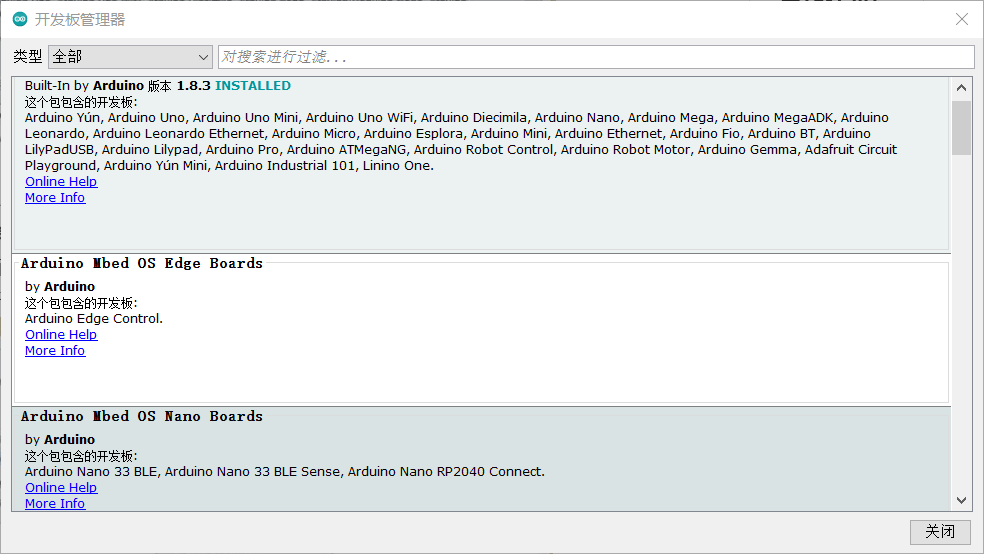 开发板管理器
类型 全部 对搜索进行过滤...
Built-In by Arduino 版本 1.8.3 INSTALLED
这个包包含的开发板:
Arduino Yún, Arduino Uno, Arduino Uno Mini, Arduino Uno WiFi, Arduino Diecimila, Arduino Nano, Arduino Mega, Arduino MegaADK, Arduino
Leonardo, Arduino Leonardo Ethernet, Arduino Micro, Arduino Esplora, Arduino Mini, Arduino Ethernet, Arduino Fio, Arduino BT, Arduino
LilyPadUSB, Arduino Lilypad, Arduino Pro, Arduino ATMegaNG, Arduino Robot Control, Arduino Robot Motor, Arduino Gemma, Adafruit Circuit
Playground, Arduino Yún Mini, Arduino Industrial 101, Linino One.
Online Help
More Info
Arduino Mbed OS Edge Boards
by Arduino
这个包包含的开发板:
Arduino Edge Control.
Online Help
More Info
Arduino Mbed OS Nano Boards
by Arduino
这个包包含的开发板:
Arduino Nano 33 BLE, Arduino Nano 33 BLE Sense, Arduino Nano RP2040 Connect.
Online Help
More Info
关闭